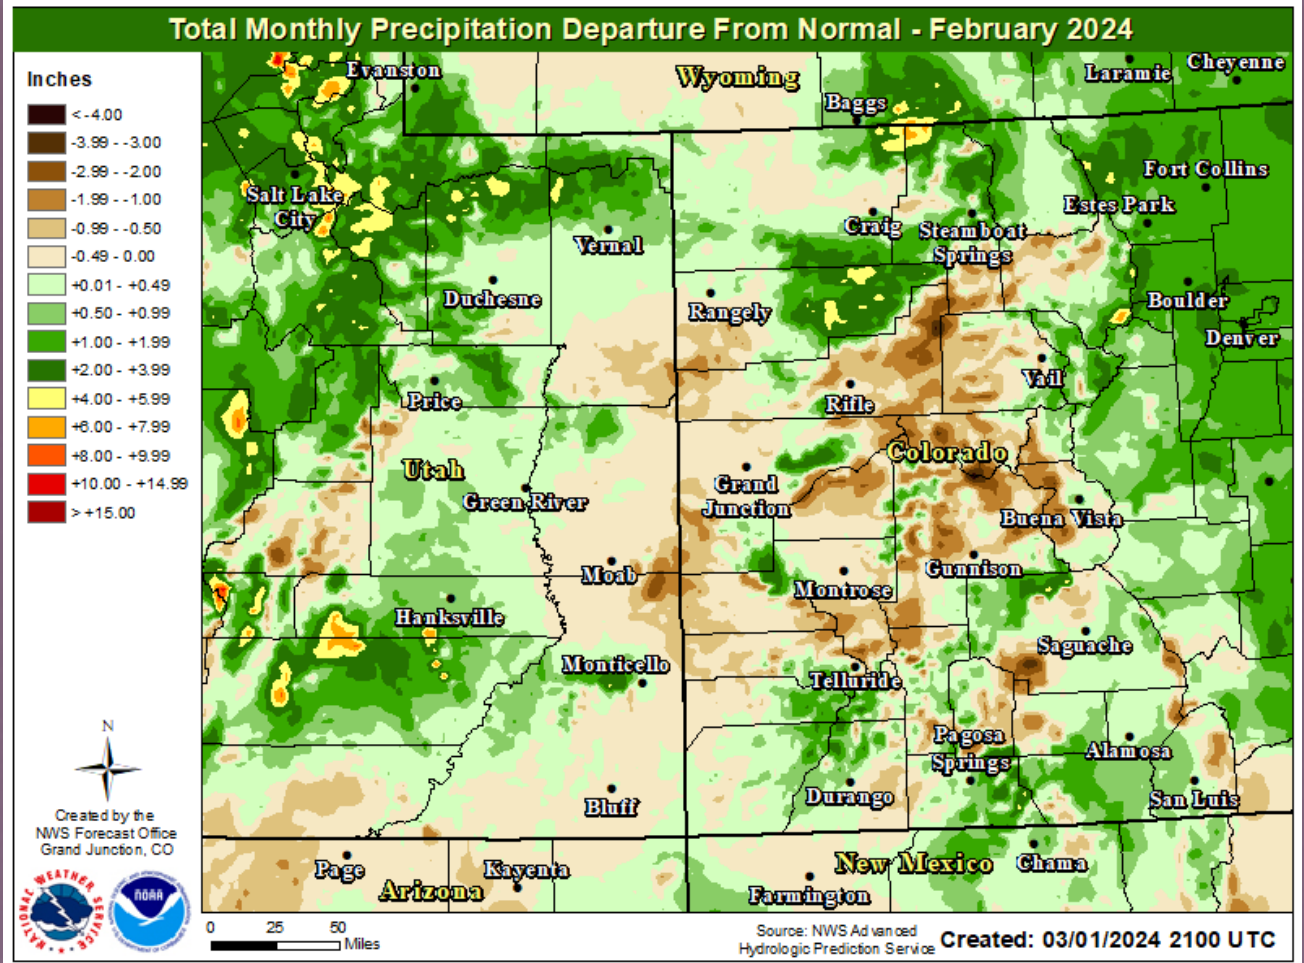 Total Monthly Precipitation Departure From Normal - February 2024
Inches
< -4.00
-3.99 - -3.00
-2.99 - -2.00
-1.99 - -1.00
-0.99 - -0.50
-0.49 - 0.00
+0.01 - +0.49
+0.50 - +0.99
+1.00 - +1.99
+2.00 - +3.99
+4.00 - +5.99
+6.00 - +7.99
+8.00 - +9.99
+10.00 - +14.99
> +15.00
Evanston
Wyoming
Laramie
Cheyenne
Baggs
Fort Collins
Salt Lake
City
Estes Park
Craig
Steamboat
Springs
Vernal
Duchesne
Rangely
Boulder
Denver
Vail
Price
Rifle
Utah
Colorado
Green River
Grand
Junction
Buena Vista
Moab
Montrose
Gunnison
Hanksville
Saguache
Monticello
Telluride
Pagosa
Springs
Alamosa
Bluff
Durango
San Luis
Page
Arizona
Kayenta
New Mexico
Chama
Farmington
N
Created by the
NWS Forecast Office
Grand Junction, CO
NATIONAL WEATHER SERVICE
NOAA
0 25 50
Miles
Source: NWS Advanced
Hydrologic Prediction Service
Created: 03/01/2024 2100 UTC